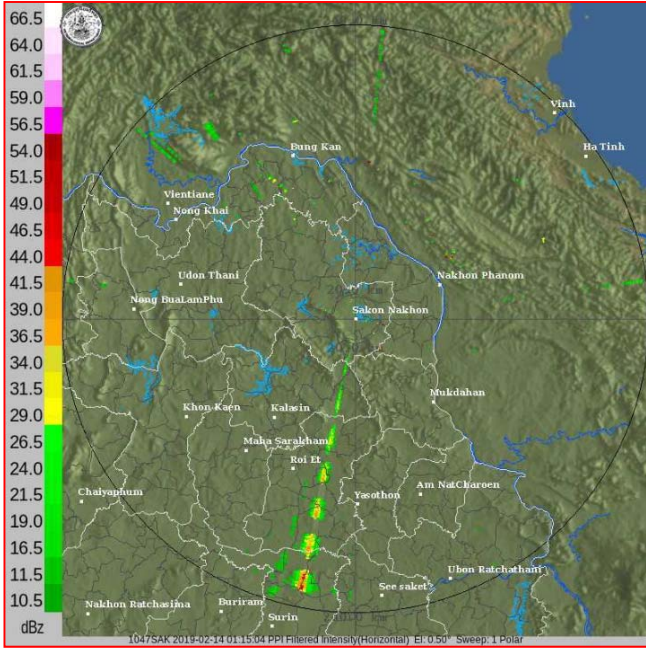 66.5
64.0
61.5
59.0
56.5
54.0
51.5
49.0
46.5
44.0
41.5
39.0
36.5
34.0
31.5
29.0
26.5
24.0
21.5
19.0
16.5
14.0
11.5
10.5
dBz
Vinh
Ha Tinh
Bung Kan
Vientiane
Nong Khai
Udon Thani
Nakhon Phanom
Nong BuaLamPhu
Sakon Nakhon
Mukdahan
Khon Kaen
Kalasin
Maha Sarakham
Roi Et
Chaiyaphum
Am NatCharoen
Yasothon
Ubon Ratchathani
See saket
Nakhon Ratchasima
Buriram
Surin
1047SAK 2019-02-14 01:15:04 PPI Filtered Intensity(Horizontal) El: 0.50° Sweep: 1 Polar